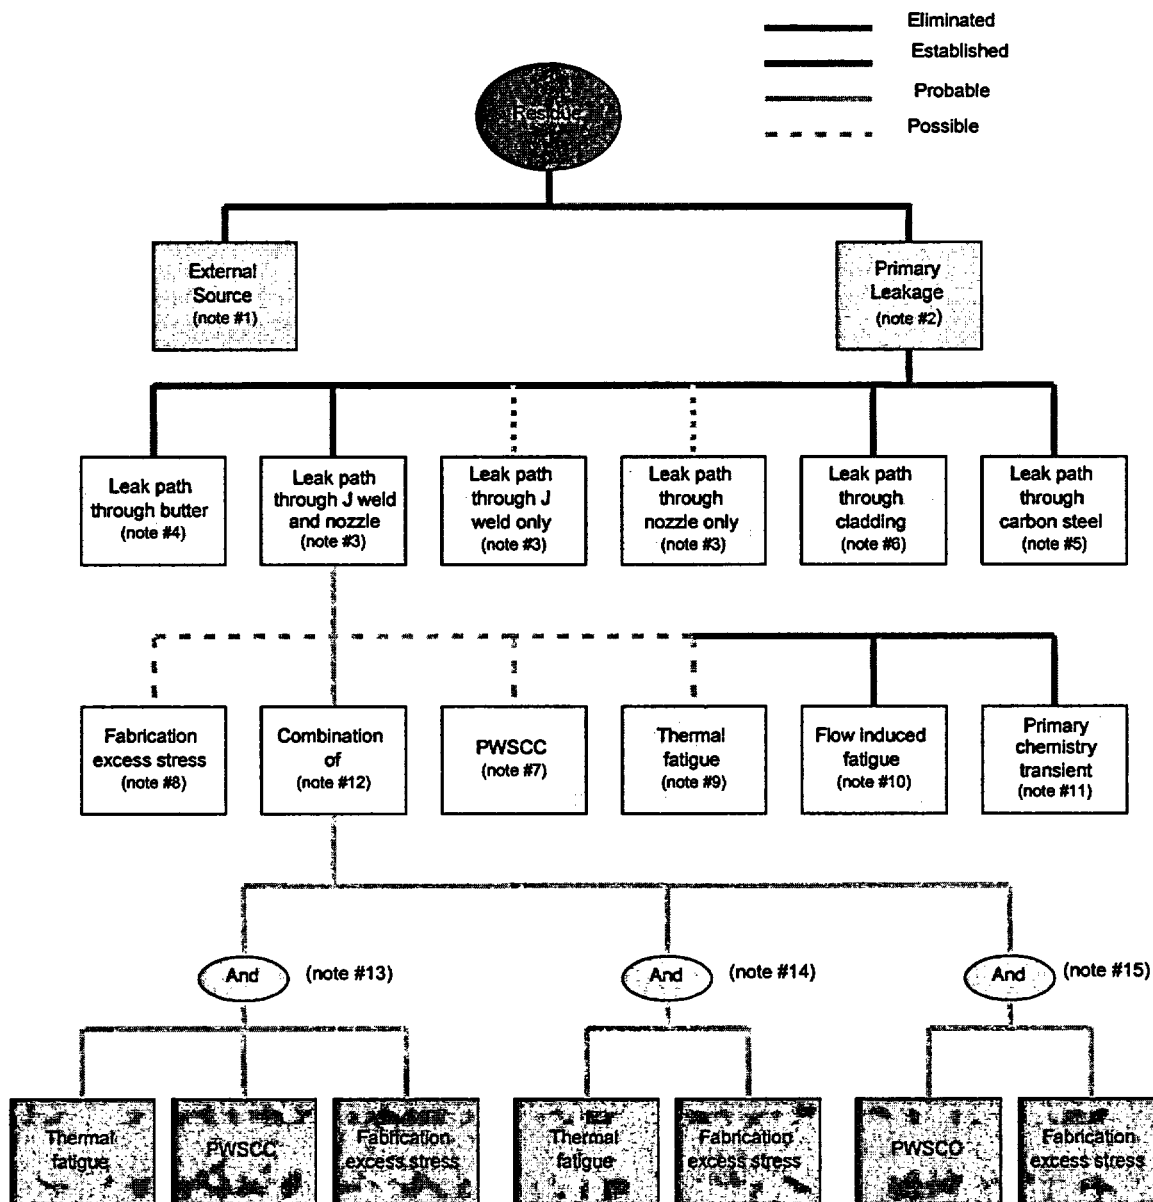 Eliminated
Established
Probable
Possible
Residue
External
Source
(note #1)
Primary
Leakage
(note #2)
Leak path
through butter
(note #4)
Leak path
through J weld
and nozzle
(note #3)
Leak path
through J
weld only
(note #3)
Leak path
through
nozzle only
(note #3)
Leak path
through
cladding
(note #6)
Leak path
through
carbon steel
(note #5)
Fabrication
excess stress
(note #8)
Combination
of
(note #12)
PWSCC
(note #7)
Thermal
fatigue
(note #9)
Flow induced
fatigue
(note #10)
Primary
chemistry
transient
(note #11)
And
(note #13)
And
(note #14)
And
(note #15)
Thermal
fatigue
PWSCC
Fabrication
excess stress
Thermal
fatigue
Fabrication
excess stress
PWSCC
Fabrication
excess stress